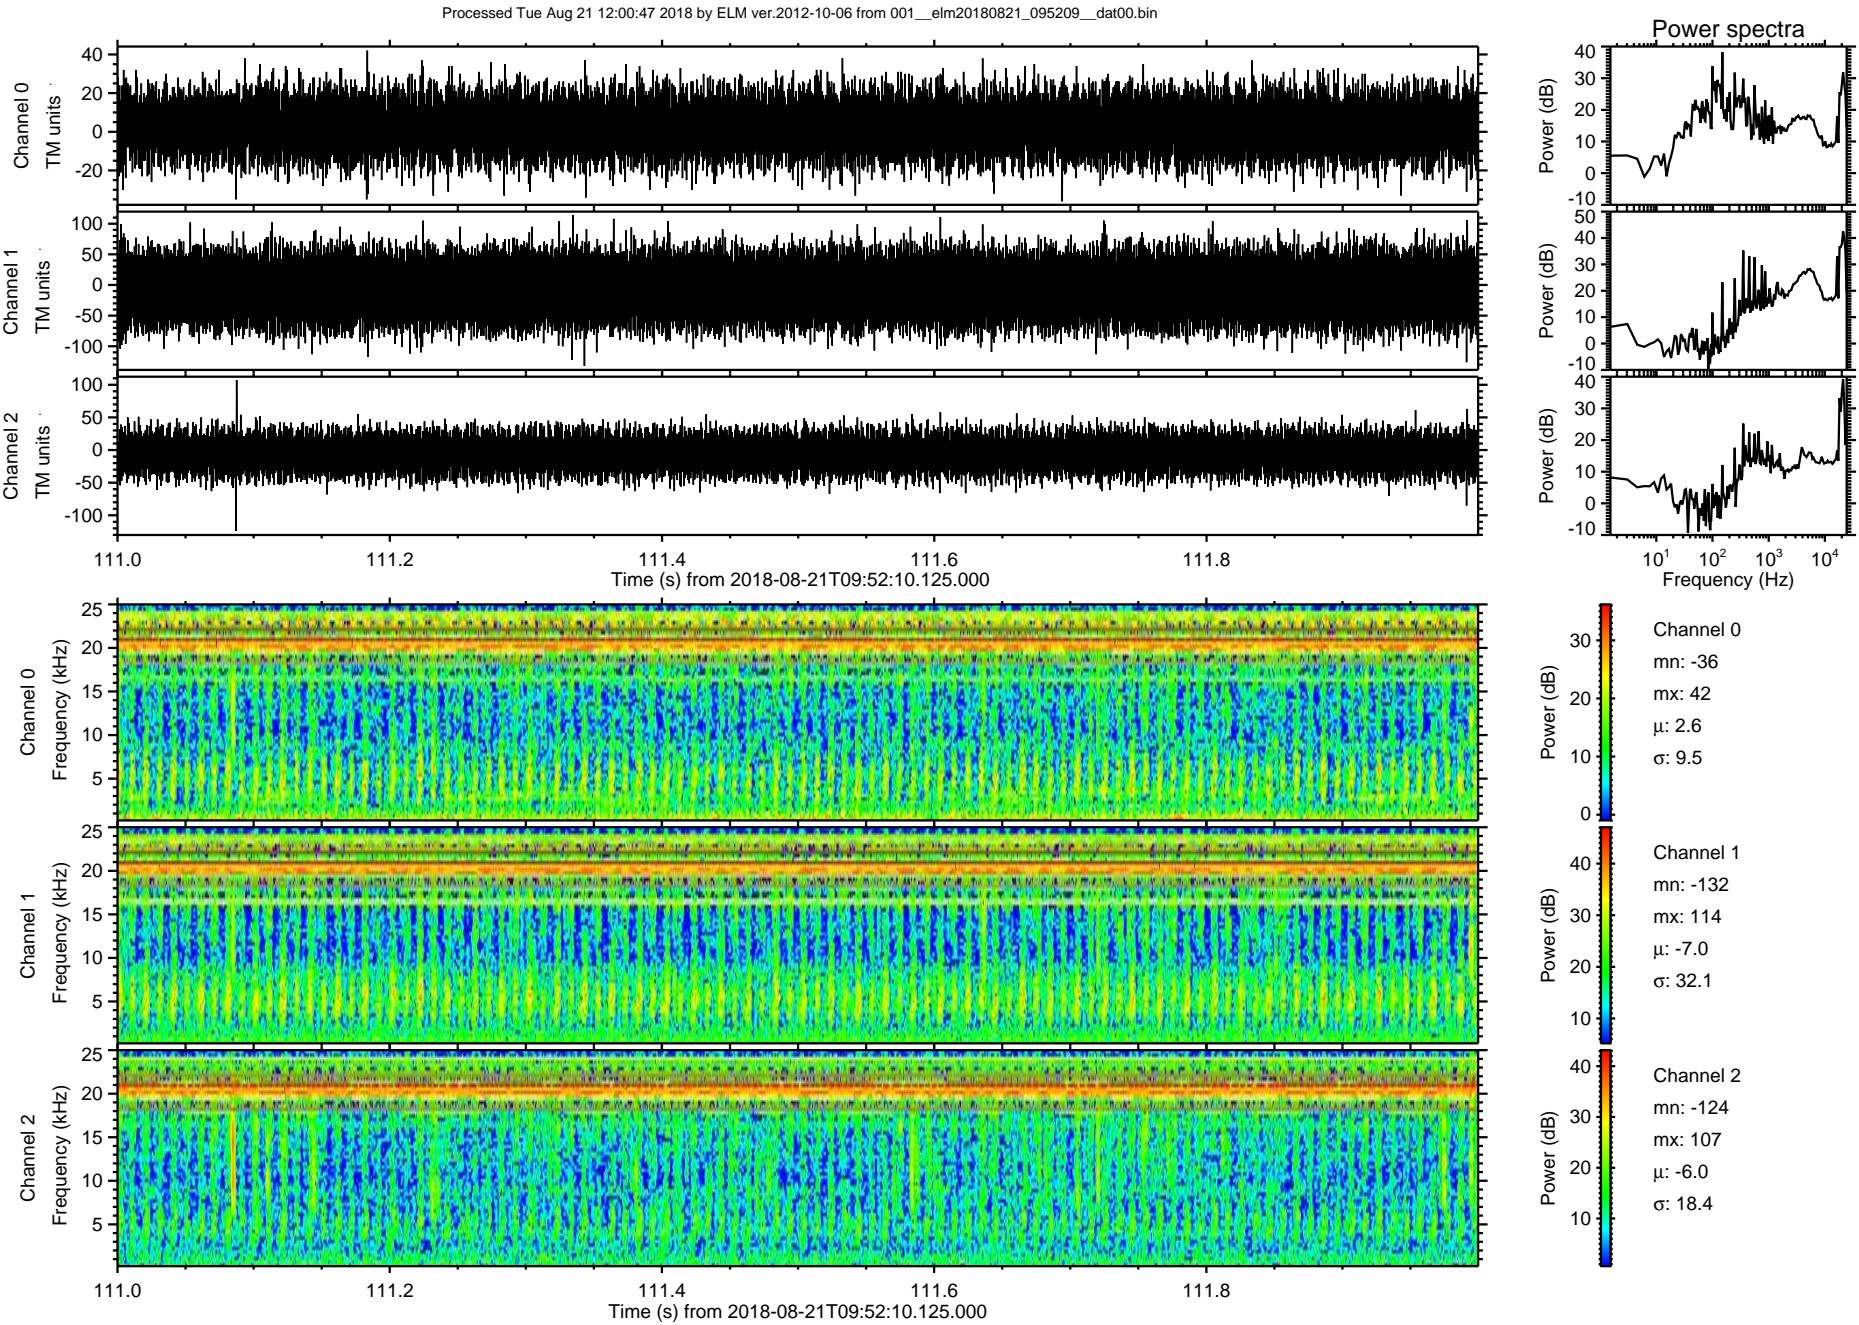 Processed Tue Aug 21 12:00:47 2018 by ELM ver.2012-10-06 from 001__elm20180821_095209__dat00.bin
Power spectra
Channel 0
TM units
40
20
0
-20
Power (dB)
40
30
20
10
0
-10
Channel 1
TM units
100
50
0
-50
-100
Power (dB)
50
40
30
20
10
0
-10
Channel 2
TM units
100
50
0
-50
-100
Power (dB)
40
30
20
10
0
-10
111.0 111.2 111.4 111.6 111.8
Time (s) from 2018-08-21T09:52:10.125.000
10^1 10^2 10^3 10^4
Frequency (Hz)
Channel 0
Frequency (kHz)
25
20
15
10
5
Power (dB)
30
20
10
0
Channel 0
mn: -36
mx: 42
μ: 2.6
σ: 9.5
Channel 1
Frequency (kHz)
25
20
15
10
5
Power (dB)
40
30
20
10
Channel 1
mn: -132
mx: 114
μ: -7.0
σ: 32.1
Channel 2
Frequency (kHz)
25
20
15
10
5
Power (dB)
40
30
20
10
Channel 2
mn: -124
mx: 107
μ: -6.0
σ: 18.4
111.0 111.2 111.4 111.6 111.8
Time (s) from 2018-08-21T09:52:10.125.000